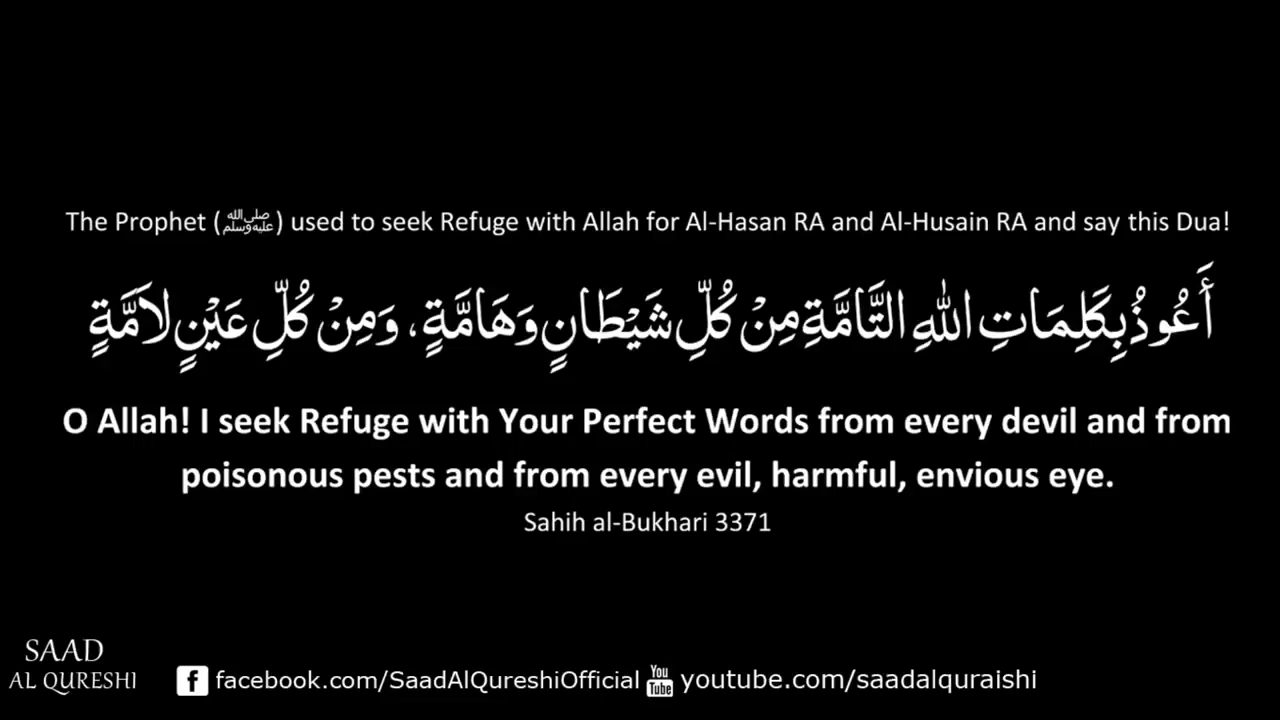 The Prophet (ﷺ) used to seek Refuge with Allah for Al-Hasan RA and Al-Husain RA and say this Dua!
أَعُوذُ بِكَلِمَاتِ اللهِ التَّامَّةِ مِنْ كُلِّ شَيْطَانٍ وَهَامَّةٍ، وَمِنْ كُلِّ عَيْنٍ لاَمَّةٍ
O Allah! I seek Refuge with Your Perfect Words from every devil and from
poisonous pests and from every evil, harmful, envious eye.
Sahih al-Bukhari 3371
SAAD
AL QURESHI
f facebook.com/SaadAlQureshiOfficial You Tube youtube.com/saadalquraishi